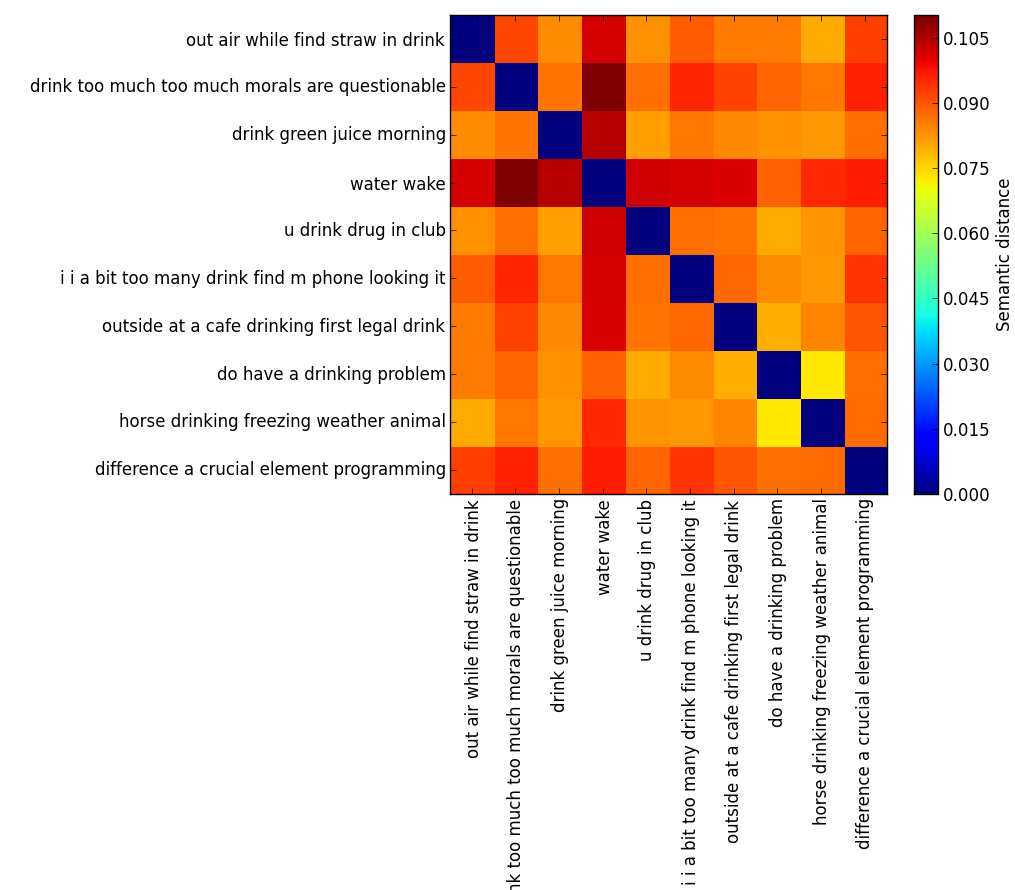 out air while find straw in drink
drink too much too much morals are questionable
drink green juice morning
water wake
u drink drug in club
i i a bit too many drink find m phone looking it
outside at a cafe drinking first legal drink
do have a drinking problem
horse drinking freezing weather animal
difference a crucial element programming
0.105
0.090
0.075
0.060
0.045
0.030
0.015
0.000
Semantic distance
out air while find straw in drink
nk too much too much morals are questionable
drink green juice morning
water wake
u drink drug in club
i i a bit too many drink find m phone looking it
outside at a cafe drinking first legal drink
do have a drinking problem
horse drinking freezing weather animal
difference a crucial element programming